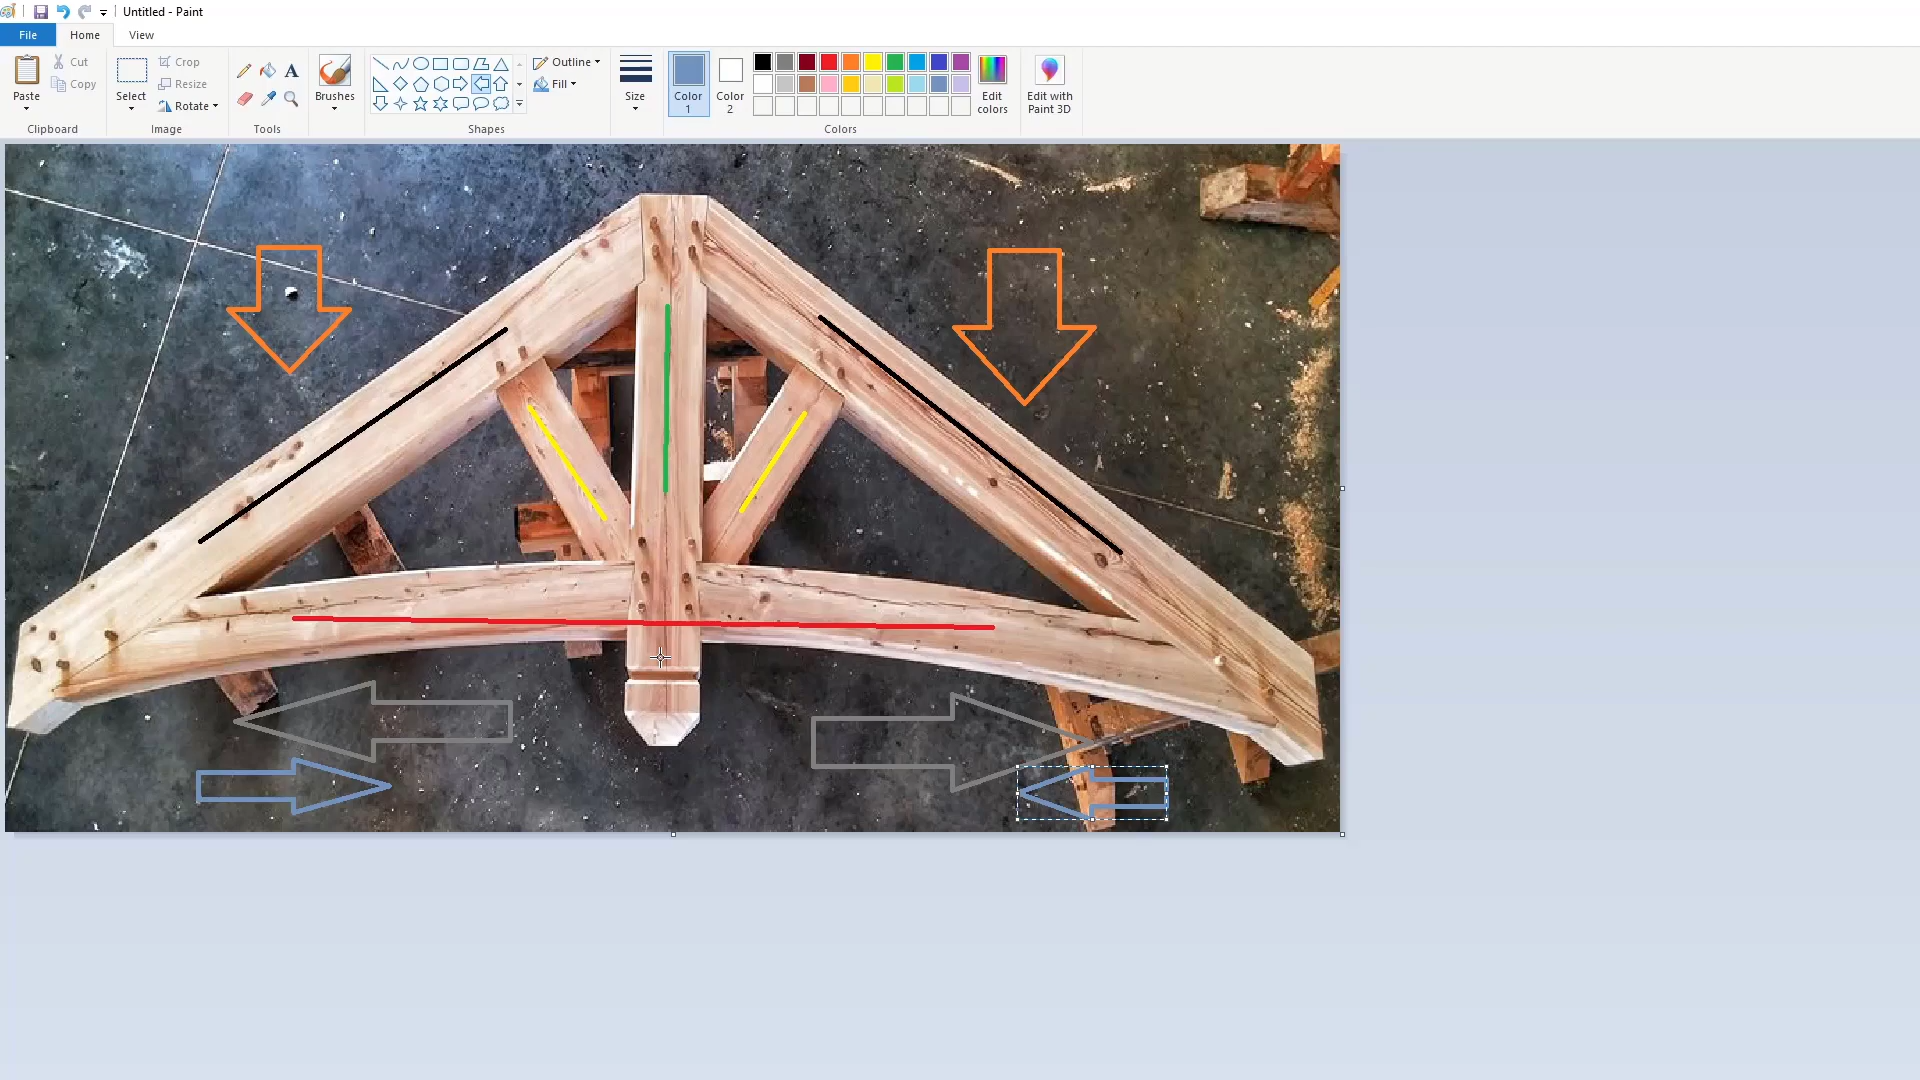 Untitled - Paint
File Home View
Paste Cut Copy Clipboard
Select Crop Resize Rotate Image
Tools
Brushes
Outline Fill Shapes
Size
Color 1
Color 2
Edit colors
Colors
Edit with Paint 3D